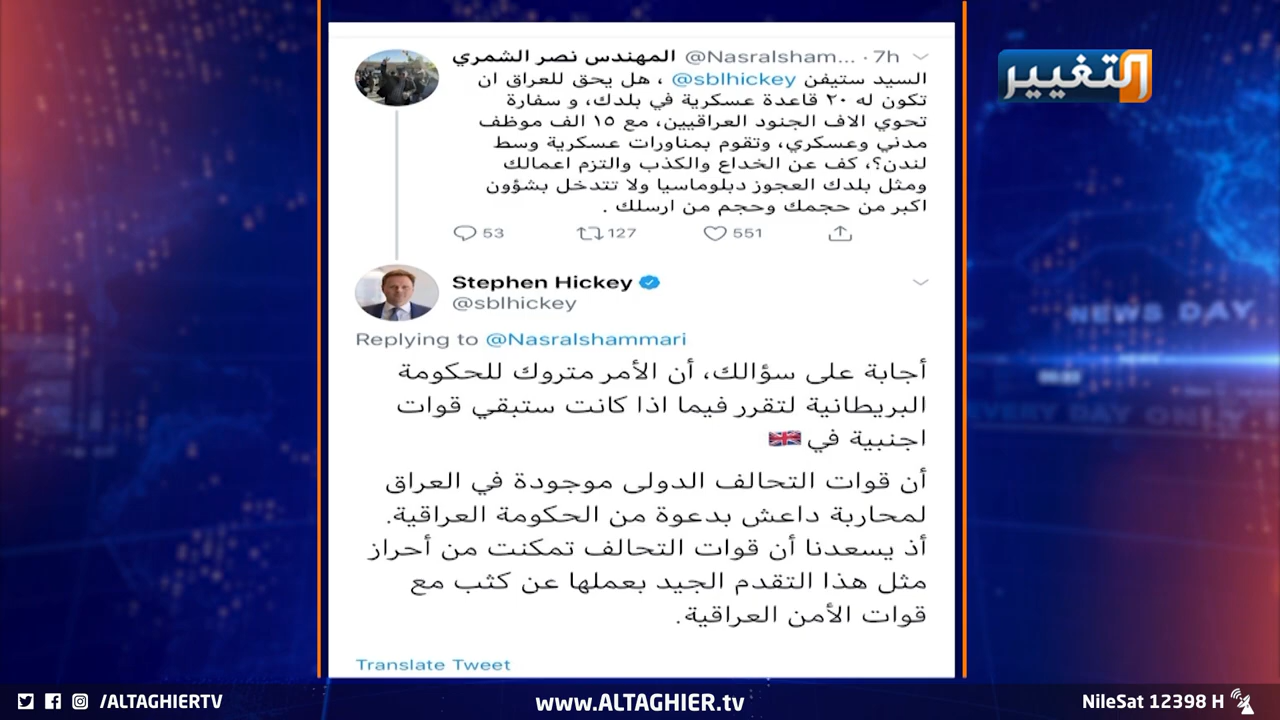 المهندس نصر الشمري @Nasralsham... · 7h
التغيير
السيد ستيفن @sblhickey ، هل يحق للعراق ان
تكون له ٢٠ قاعدة عسكرية في بلدك، و سفارة
تحوي الاف الجنود العراقيين، مع ١٥ الف موظف
مدني وعسكري، وتقوم بمناورات عسكرية وسط
لندن؟، كف عن الخداع والكذب والتزم اعمالك
ومثل بلدك العجوز دبلوماسيا ولا تتدخل بشؤون
اكبر من حجمك وحجم من ارسلك .
53 127 551
Stephen Hickey
@sblhickey
Replying to @Nasralshammari
أجابة على سؤالك، أن الأمر متروك للحكومة
البريطانية لتقرر فيما اذا كانت ستبقي قوات
اجنبية في 🇬🇧
أن قوات التحالف الدولى موجودة في العراق
لمحاربة داعش بدعوة من الحكومة العراقية.
أذ يسعدنا أن قوات التحالف تمكنت من أحراز
مثل هذا التقدم الجيد بعملها عن كثب مع
قوات الأمن العراقية.
Translate Tweet
NEWS DAY
/ALTAGHIERTV
www.ALTAGHIER.tv
NileSat 12398 H